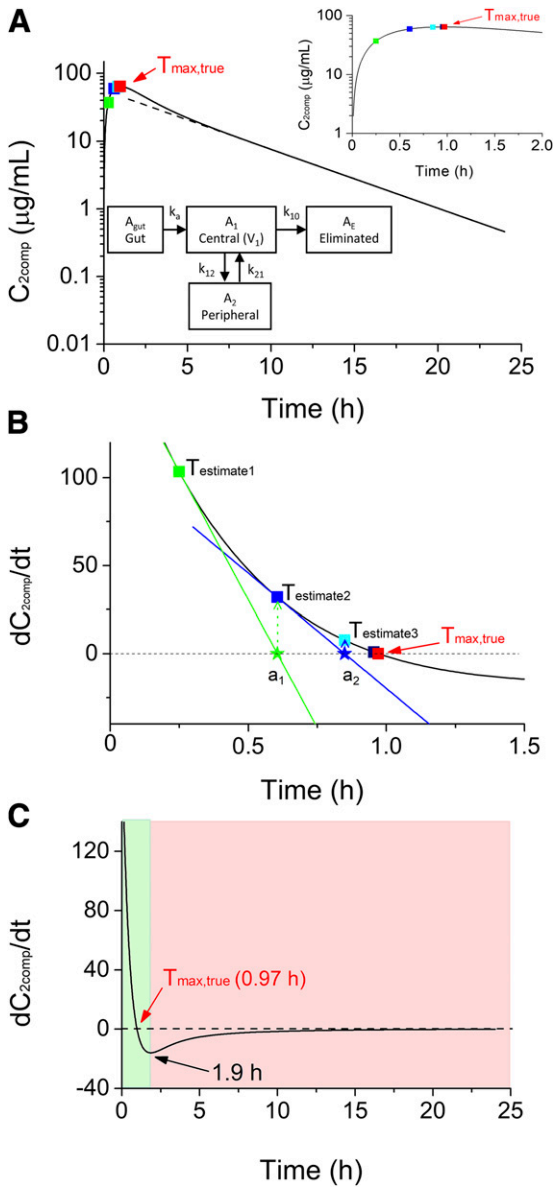 A
C2comp (μg/mL)
100
10
1
0.1
0.01
0
5
10
15
20
25
Time (h)
Tmax,true
Agut
Gut
ka
A1
Central (V1)
k10
AE
Eliminated
k12
k21
A2
Peripheral
C2comp (μg/mL)
100
10
1
0.0
0.5
1.0
1.5
2.0
Time (h)
Tmax,true
B
dC2comp/dt
100
50
0
0
0.5
1.0
1.5
Time (h)
Testimate1
Testimate2
Testimate3
Tmax,true
a1
a2
C
dC2comp/dt
120
80
40
0
-40
0
5
10
15
20
25
Time (h)
Tmax,true (0.97 h)
1.9 h